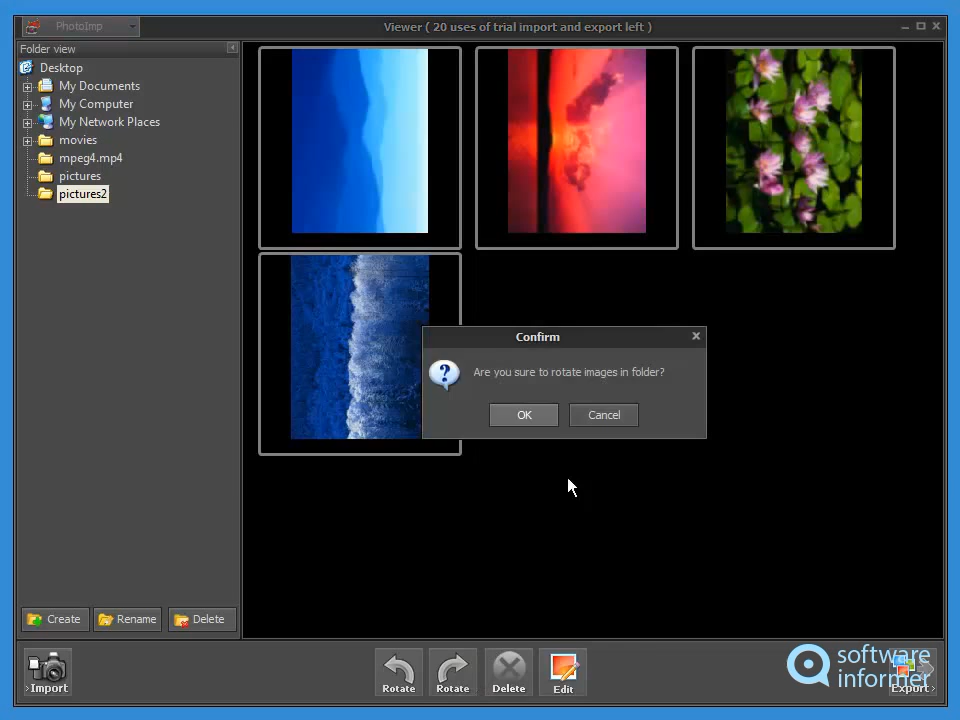 PhotoImp
Viewer ( 20 uses of trial import and export left )
Folder view
Desktop
My Documents
My Computer
My Network Places
movies
mpeg4.mp4
pictures
pictures2
Confirm
Are you sure to rotate images in folder?
OK Cancel
Create Rename Delete
›Import
Rotate Rotate Delete Edit
software
informer
Export›